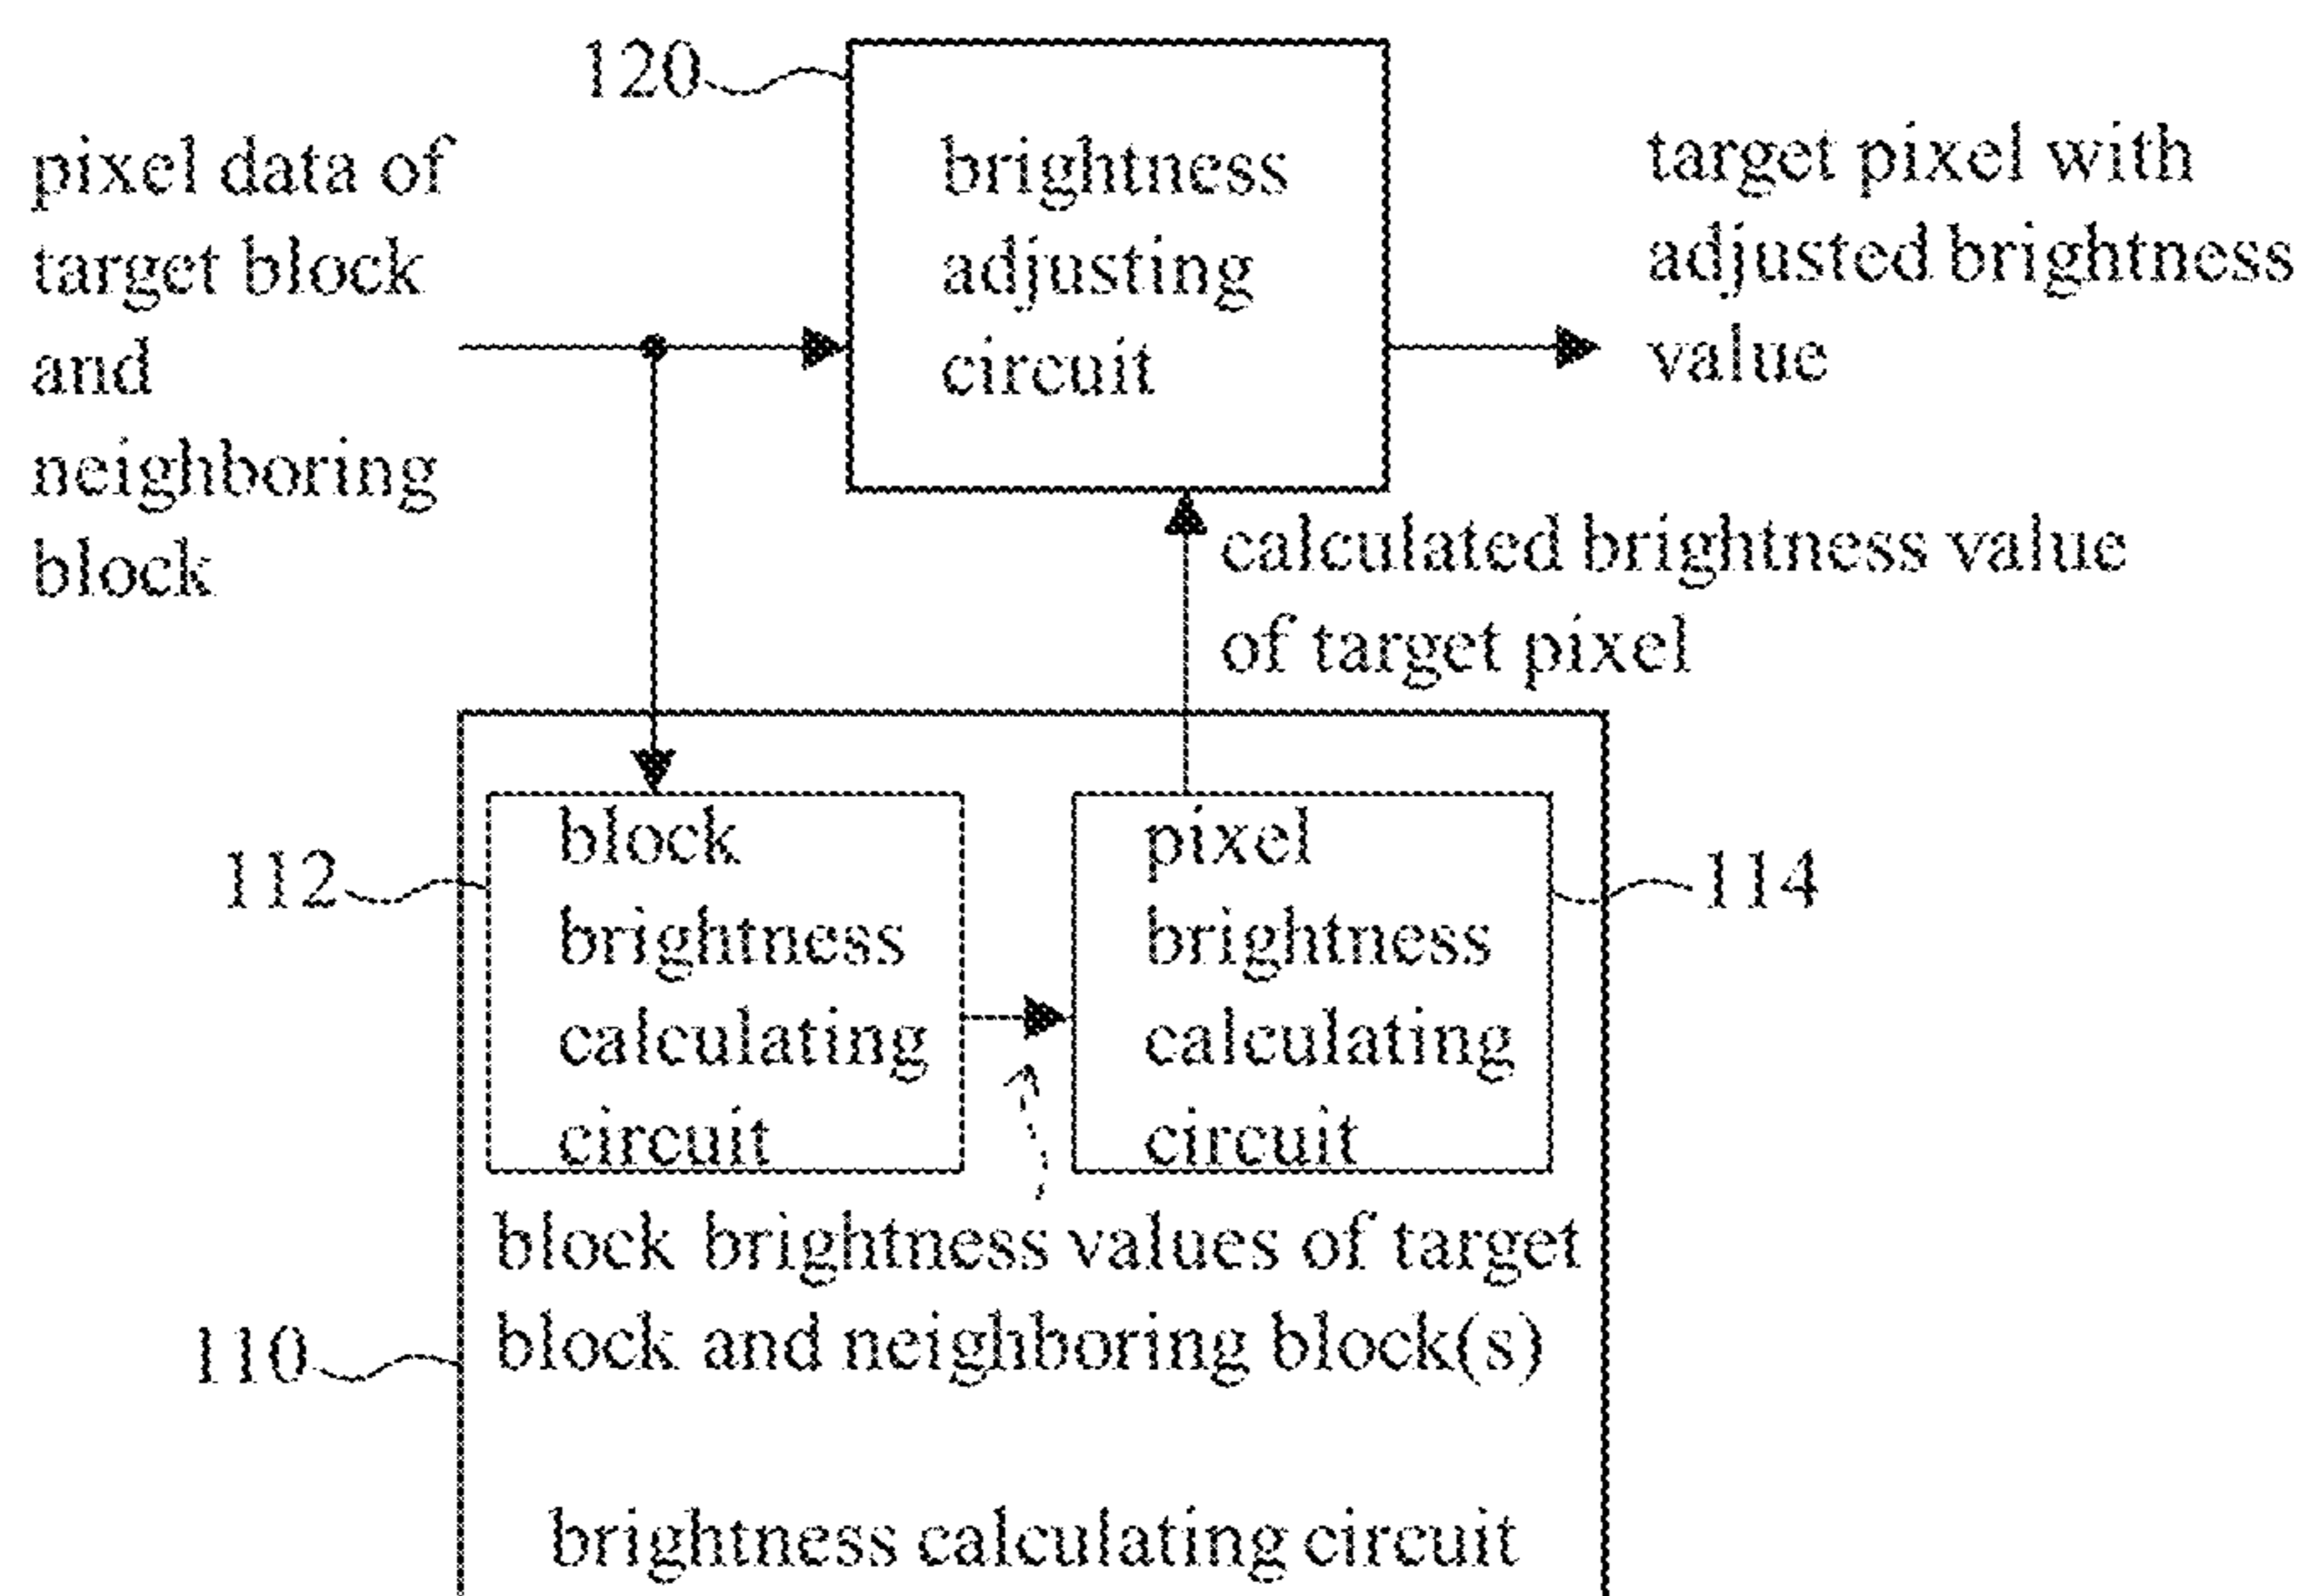 120
pixel data of
target block
and
neighboring
block
brightness
adjusting
circuit
target pixel with
adjusted brightness
value
calculated brightness value
of target pixel
112
block
brightness
calculating
circuit
pixel
brightness
calculating
circuit
114
block brightness values of target
block and neighboring block(s)
110
brightness calculating circuit